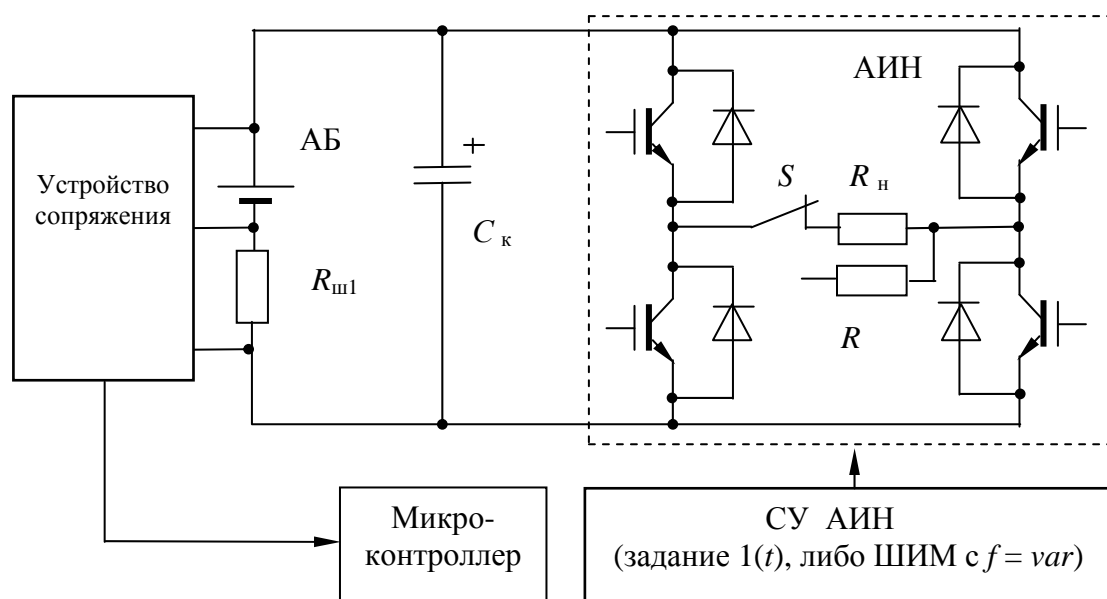 АИН
АБ
Устройство
сопряжения
+
S
R н
C к
R ш1
R
Микро-
контроллер
СУ АИН
(задание 1(t), либо ШИМ с f = var)